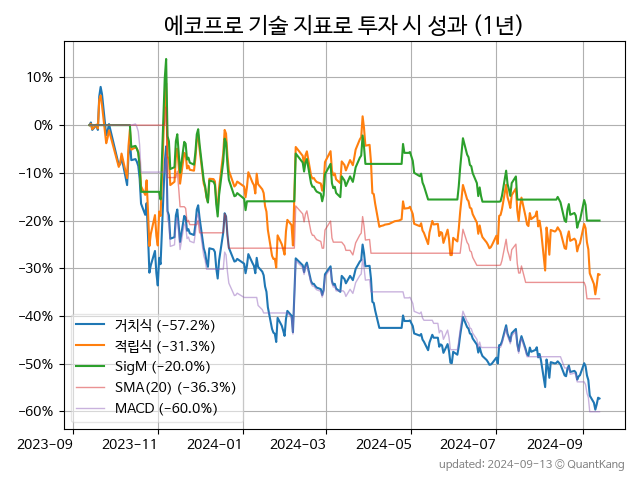 에코프로 기술 지표로 투자 시 성과 (1년)
10%
0%
−10%
−20%
−30%
−40%
−50%
−60%
거치식 (−57.2%)
적립식 (−31.3%)
SigM (−20.0%)
SMA(20) (−36.3%)
MACD (−60.0%)
2023-09
2023-11
2024-01
2024-03
2024-05
2024-07
2024-09
updated: 2024-09-13 ⓒ QuantKang